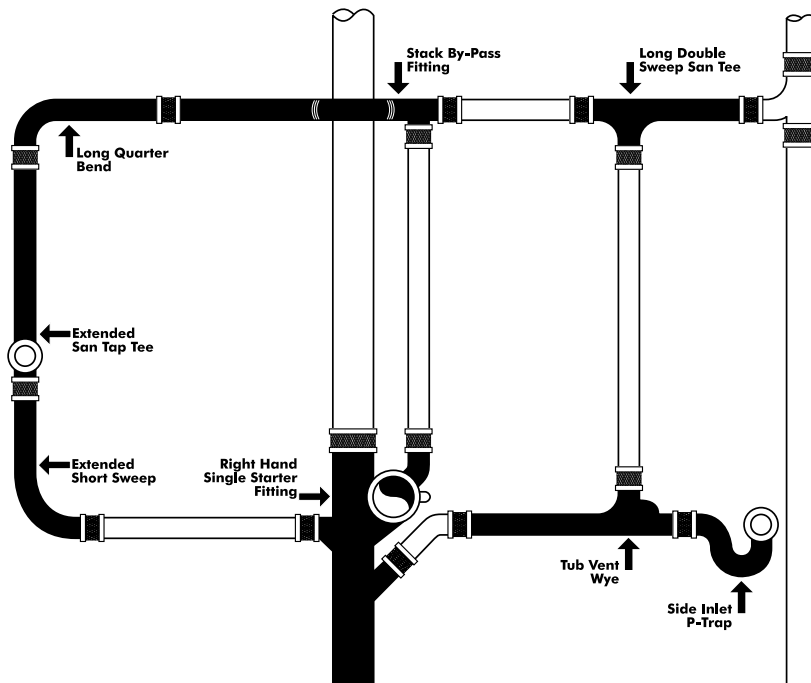 Stack By-Pass
Fitting
Long Double
Sweep San Tee
Long Quarter
Bend
Extended
San Tap Tee
Extended
Short Sweep
Right Hand
Single Starter
Fitting
Tub Vent
Wye
Side Inlet
P-Trap